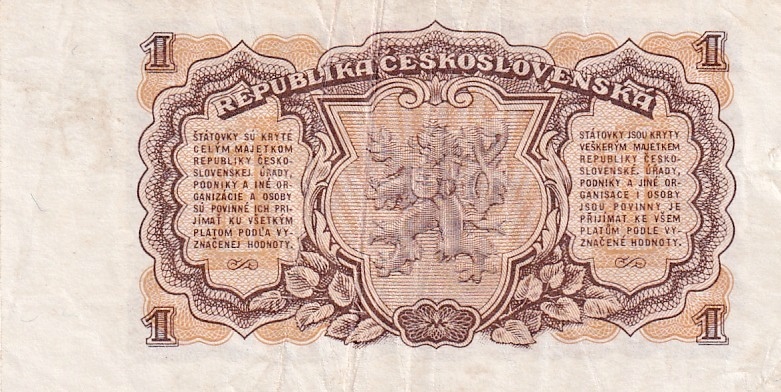 1 1
REPUBLIKA ČESKOSLOVENSKÁ
ŠTÁTOVKY SÚ KRYTÉ
CELÝM MAJETKOM
REPUBLIKY ČESKO-
SLOVENSKEJ. ÚRADY,
PODNIKY A INÉ OR-
GANIZÁCIE A OSOBY
SÚ POVINNÉ ICH PRI-
JÍMAŤ KU VŠETKÝM
PLATOM PODĽA VY-
ZNAČENEJ HODNOTY.
STÁTOVKY JSOU KRYTY
VEŠKERÝM MAJETKEM
REPUBLIKY ČESKO-
SLOVENSKÉ. ÚŘADY,
PODNIKY A JINÉ OR-
GANISACE I OSOBY
JSOU POVINNY JE
PŘIJÍMAT KE VŠEM
PLATŮM PODLE VY-
ZNAČENÉ HODNOTY.
1 1